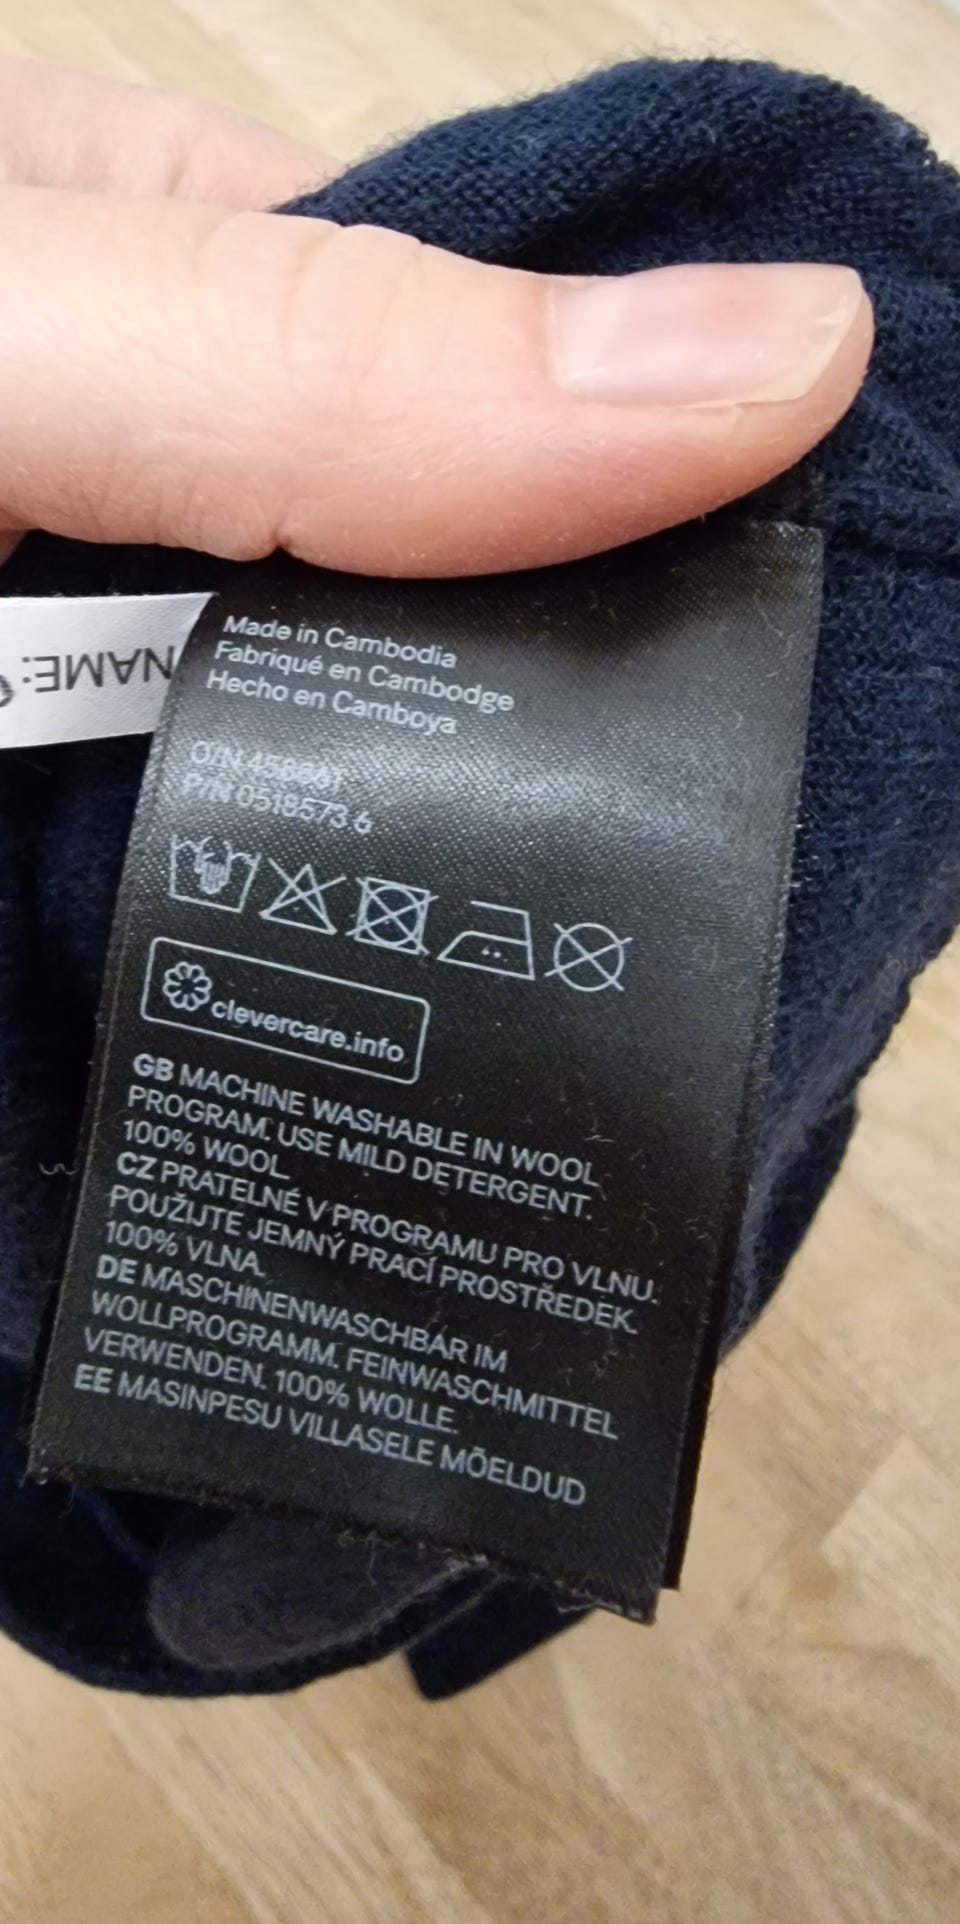 Made in Cambodia
Fabriqué en Cambodge
Hecho en Camboya
NAME:
O/N
P/N 0518573 6
clevercare.info
GB MACHINE WASHABLE IN WOOL
PROGRAM. USE MILD DETERGENT.
100% WOOL
CZ PRATELNÉ V PROGRAMU PRO VLNU.
POUŽIJTE JEMNÝ PRACÍ PROSTŘEDEK.
100% VLNA.
DE MASCHINENWASCHBAR IM
WOLLPROGRAMM. FEINWASCHMITTEL
VERWENDEN. 100% WOLLE.
EE MASINPESU VILLASELE MÕELDUD